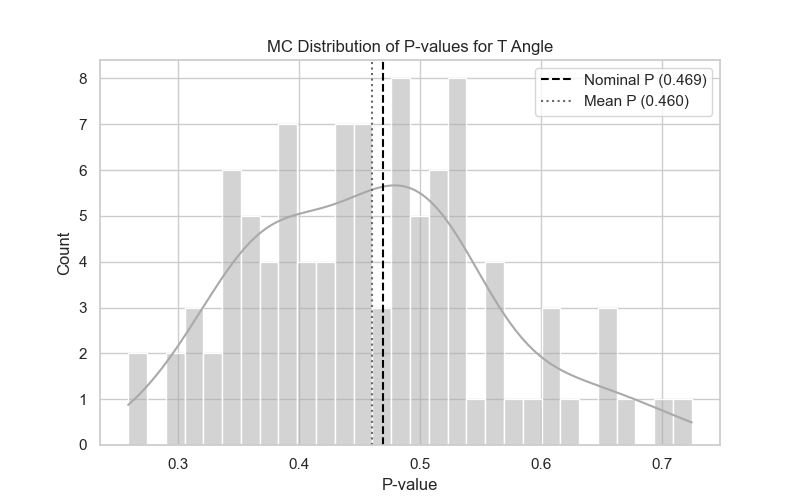 MC Distribution of P-values for T Angle
Nominal P (0.469)
Mean P (0.460)
Count
8
7
6
5
4
3
2
1
0
0.3 0.4 0.5 0.6 0.7
P-value